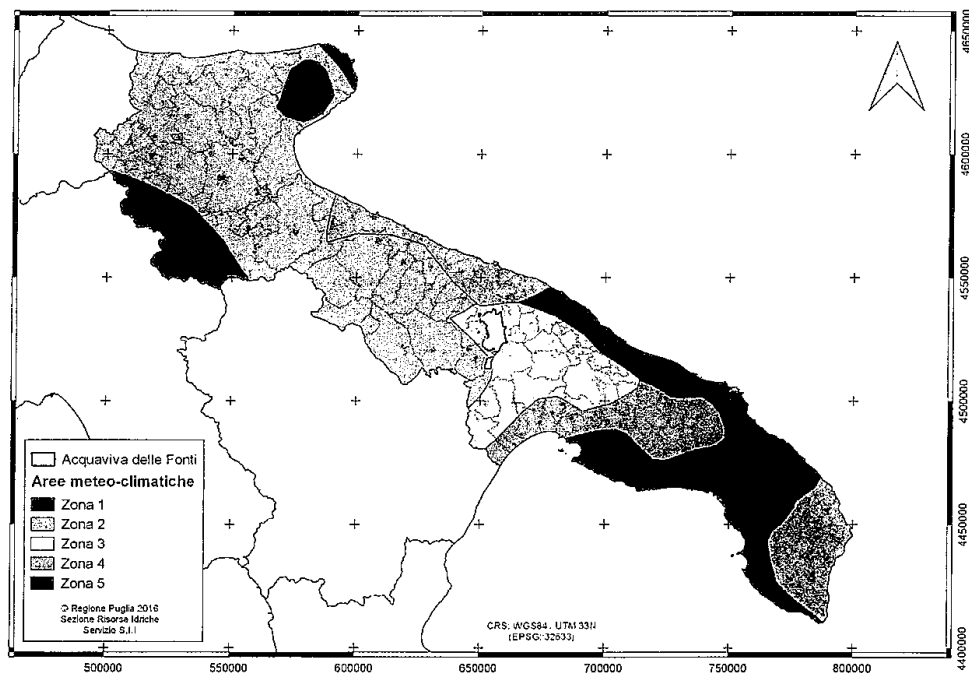 4650000
4600000
4550000
4500000
4450000
4400000
Acquaviva delle Fonti
Aree meteo-climatiche
Zona 1
Zona 2
Zona 3
Zona 4
Zona 5
© Regione Puglia 2016
Sezione Risorse Idriche
Servizio S.I.I
CRS: WGS84, UTM 33N
(EPSG:32633)
500000 550000 600000 650000 700000 750000 800000